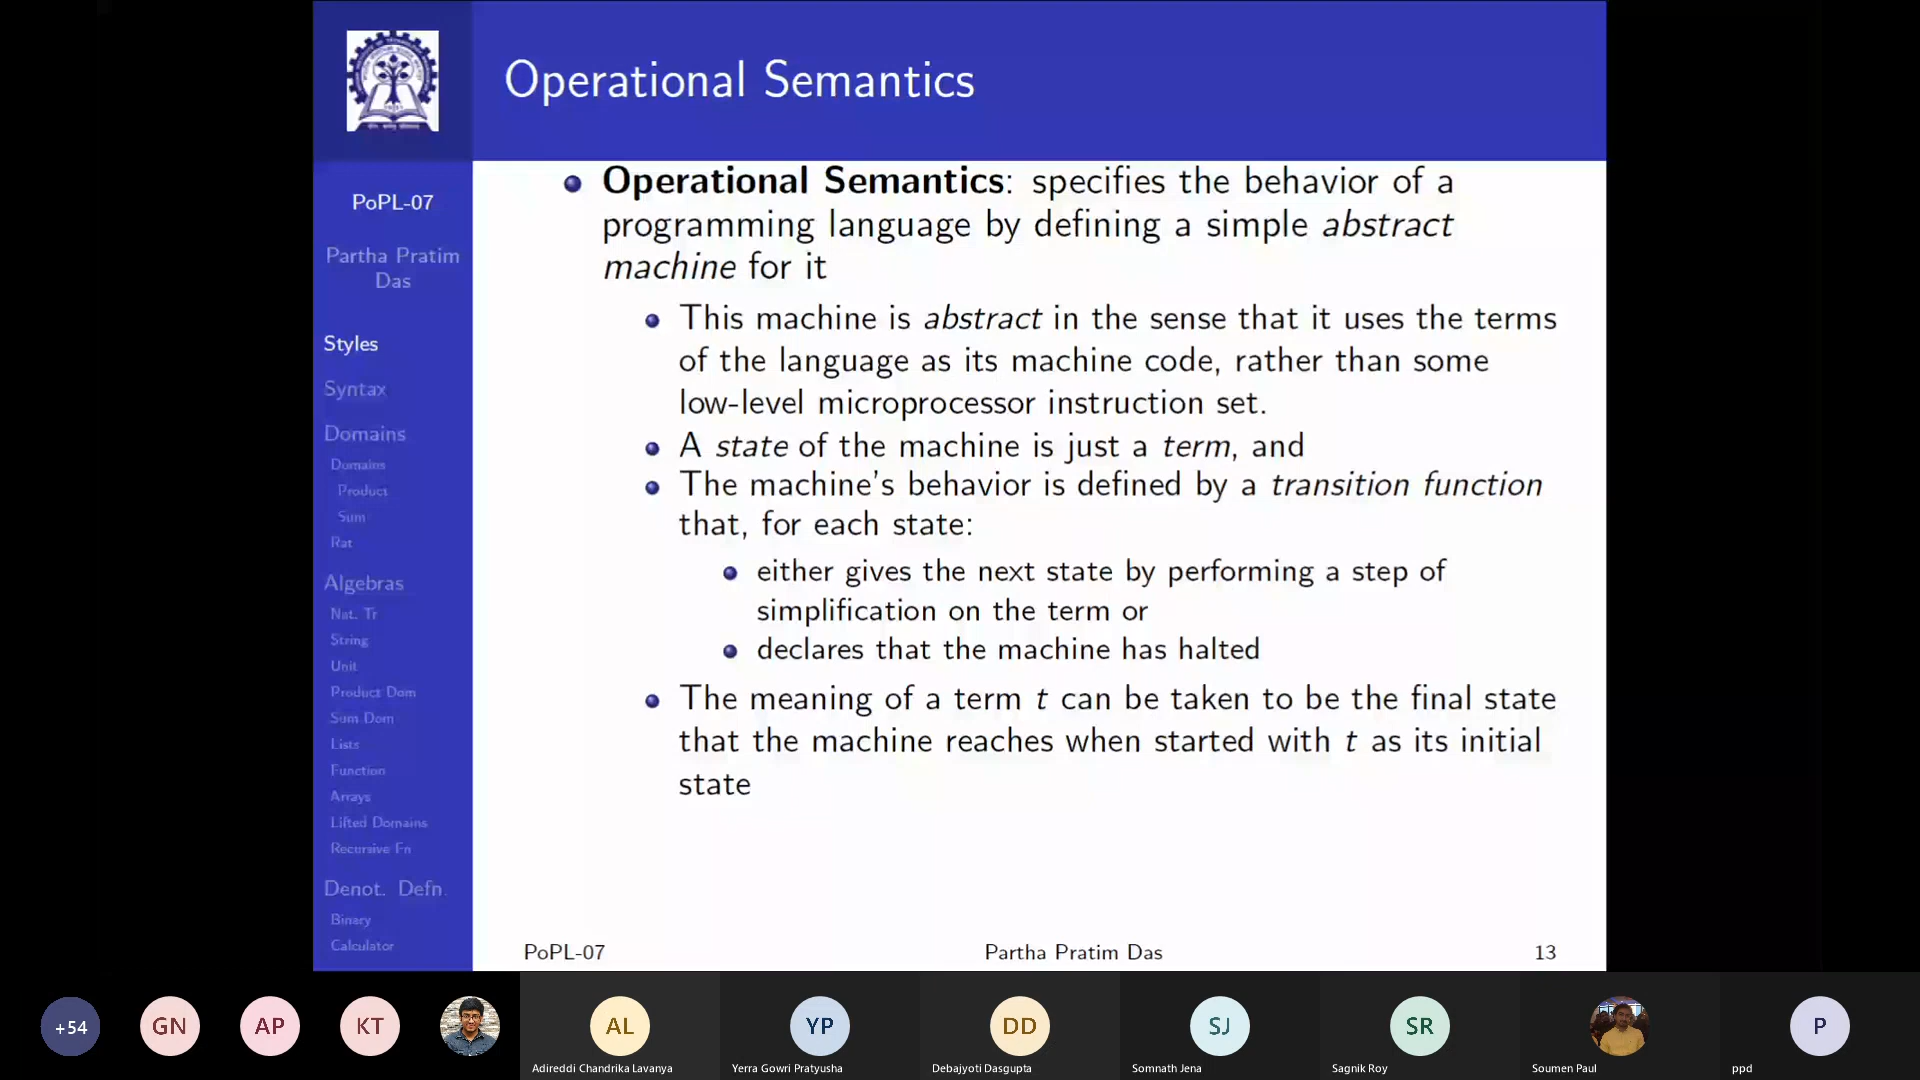 Operational Semantics
PoPL-07
Partha Pratim
Das
Styles
Syntax
Domains
Domains
Product
Sum
Rat
Algebras
Nat. Tr
String
Unit
Product Dom
Sum Dom
Lists
Function
Arrays
Lifted Domains
Recursive Fn
Denot. Defn.
Binary
Calculator
Operational Semantics: specifies the behavior of a
programming language by defining a simple abstract
machine for it
This machine is abstract in the sense that it uses the terms
of the language as its machine code, rather than some
low-level microprocessor instruction set.
A state of the machine is just a term, and
The machine's behavior is defined by a transition function
that, for each state:
either gives the next state by performing a step of
simplification on the term or
declares that the machine has halted
The meaning of a term t can be taken to be the final state
that the machine reaches when started with t as its initial
state
PoPL-07 Partha Pratim Das 13
+54 GN AP KT AL YP DD SJ SR P
Adireddi Chandrika Lavanya Yerra Gowri Pratyusha Debajyoti Dasgupta Somnath Jena Sagnik Roy Soumen Paul ppd